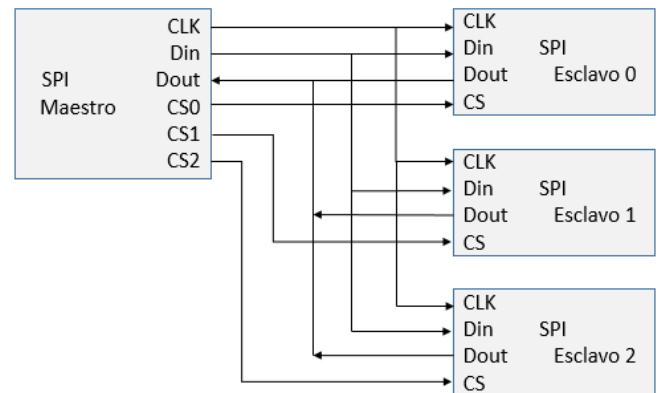 CLK
Din
SPI Dout
Maestro CS0
CS1
CS2
CLK
Din SPI
Dout Esclavo 0
CS
CLK
Din SPI
Dout Esclavo 1
CS
CLK
Din SPI
Dout Esclavo 2
CS